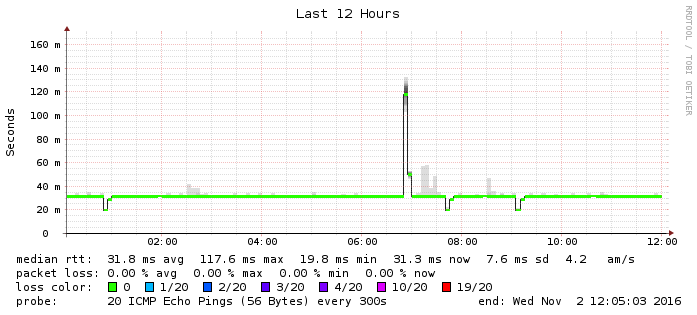 Last 12 Hours
RRDTOOL / TOBI OETIKER
Seconds
160 m
140 m
120 m
100 m
80 m
60 m
40 m
20 m
0
02:00 04:00 06:00 08:00 10:00 12:00
median rtt: 31.8 ms avg 117.6 ms max 19.8 ms min 31.3 ms now 7.6 ms sd 4.2 am/s
packet loss: 0.00 % avg 0.00 % max 0.00 % min 0.00 % now
loss color: 0 1/20 2/20 3/20 4/20 10/20 19/20
probe: 20 ICMP Echo Pings (56 Bytes) every 300s end: Wed Nov 2 12:05:03 2016